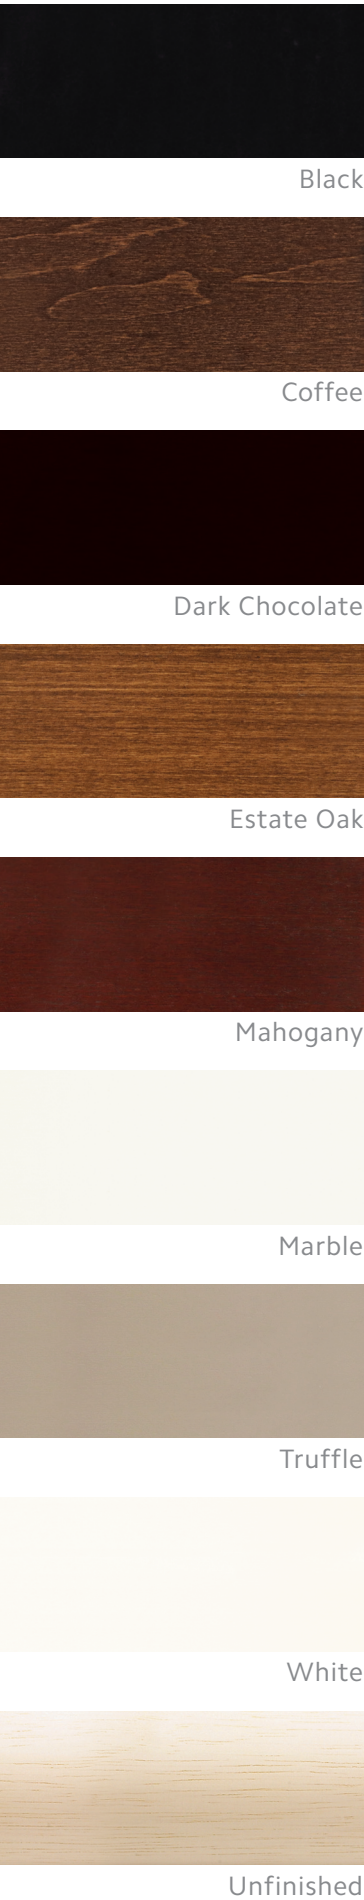 Black
Coffee
Dark Chocolate
Estate Oak
Mahogany
Marble
Truffle
White
Unfinished